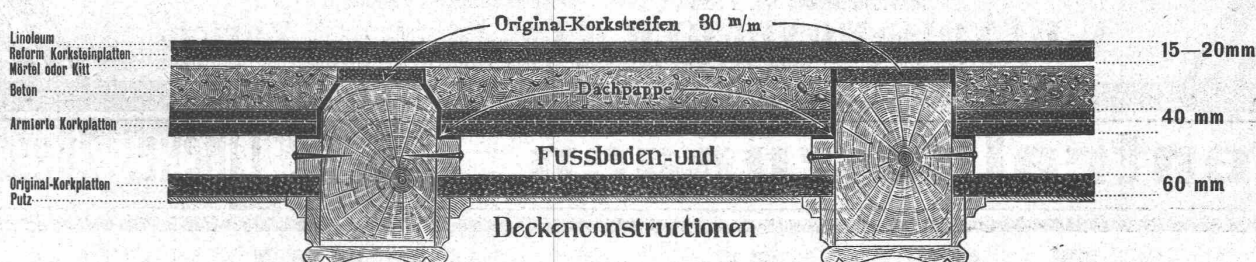 Original-Korkstreifen 30 m/m
Linoleum
Reform Korksteinplatten
Mörtel odor Kitt
Beton
Armierte Korkplatten
Original-Korkplatten
Putz
Dachpappe
Fussboden-und
Deckenconstructionen
15—20mm
40 mm
60 mm